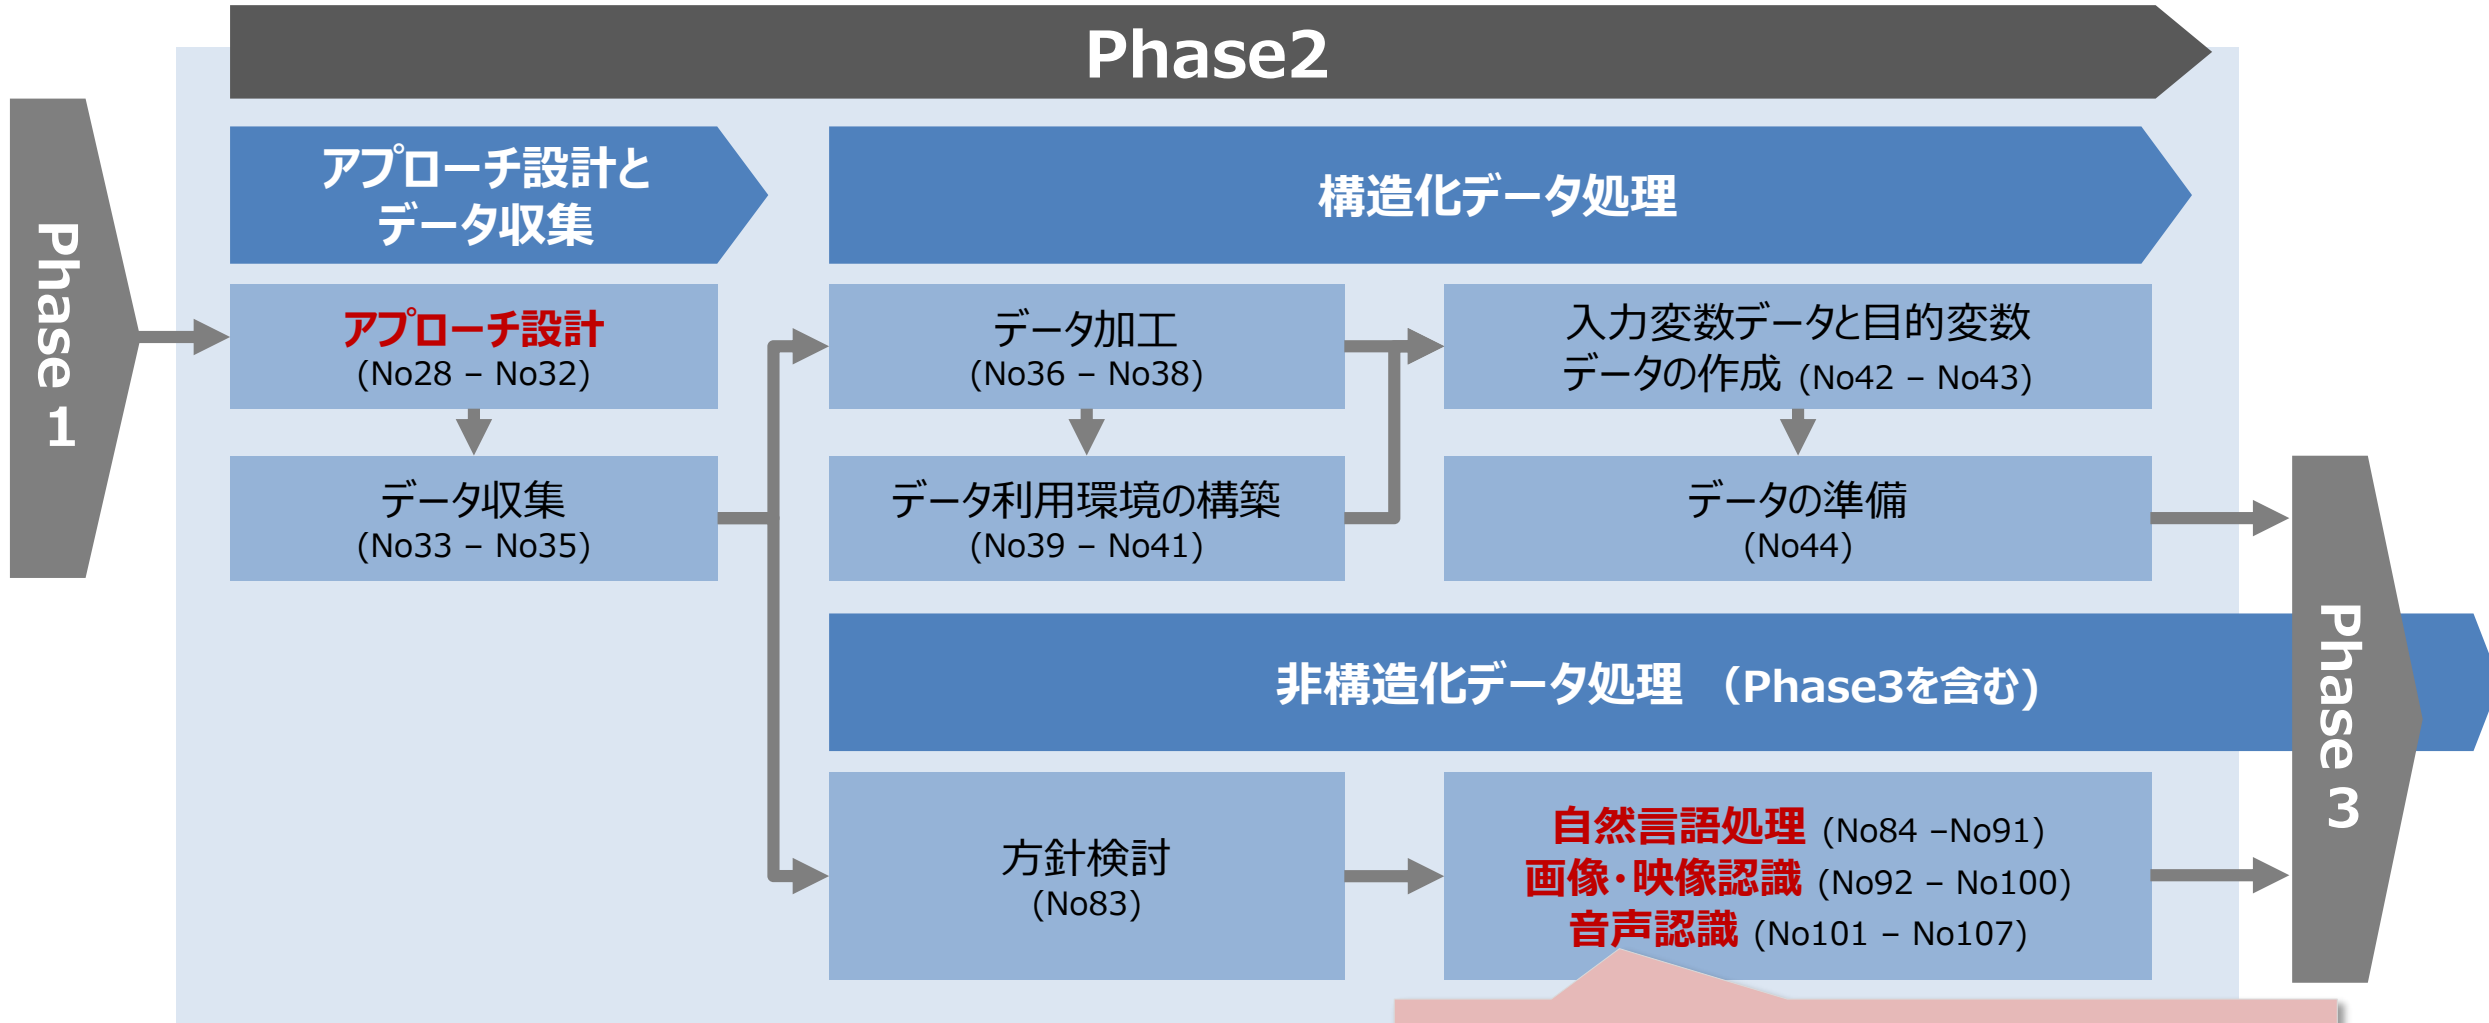 Phase2
Phase 1
アプローチ設計と
データ収集
構造化データ処理
アプローチ設計
(No28 – No32)
データ加工
(No36 – No38)
入力変数データと目的変数
データの作成 (No42 – No43)
データ収集
(No33 – No35)
データ利用環境の構築
(No39 – No41)
データの準備
(No44)
非構造化データ処理 （Phase3を含む)
Phase 3
方針検討
(No83)
自然言語処理 (No84 –No91)
画像・映像認識 (No92 – No100)
音声認識 (No101 – No107)